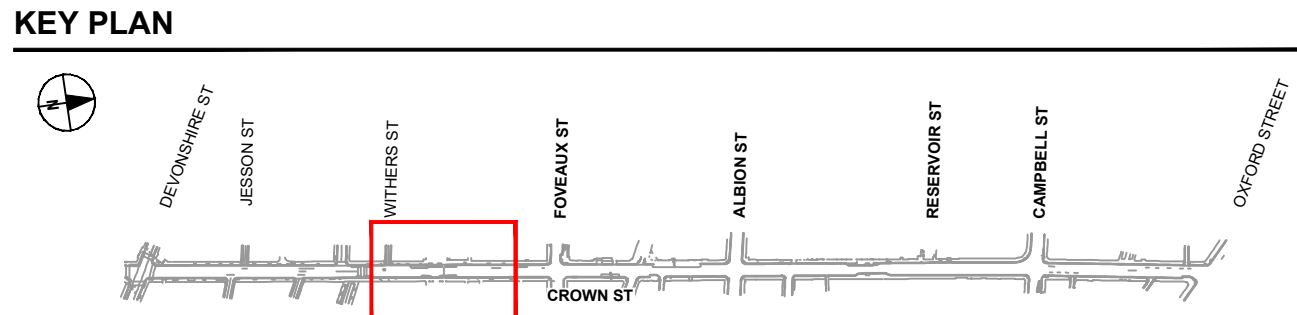 KEY PLAN
N
DEVONSHIRE ST
JESSON ST
WITHERS ST
FOVEAUX ST
ALBION ST
RESERVOIR ST
CAMPBELL ST
OXFORD STREET
CROWN ST